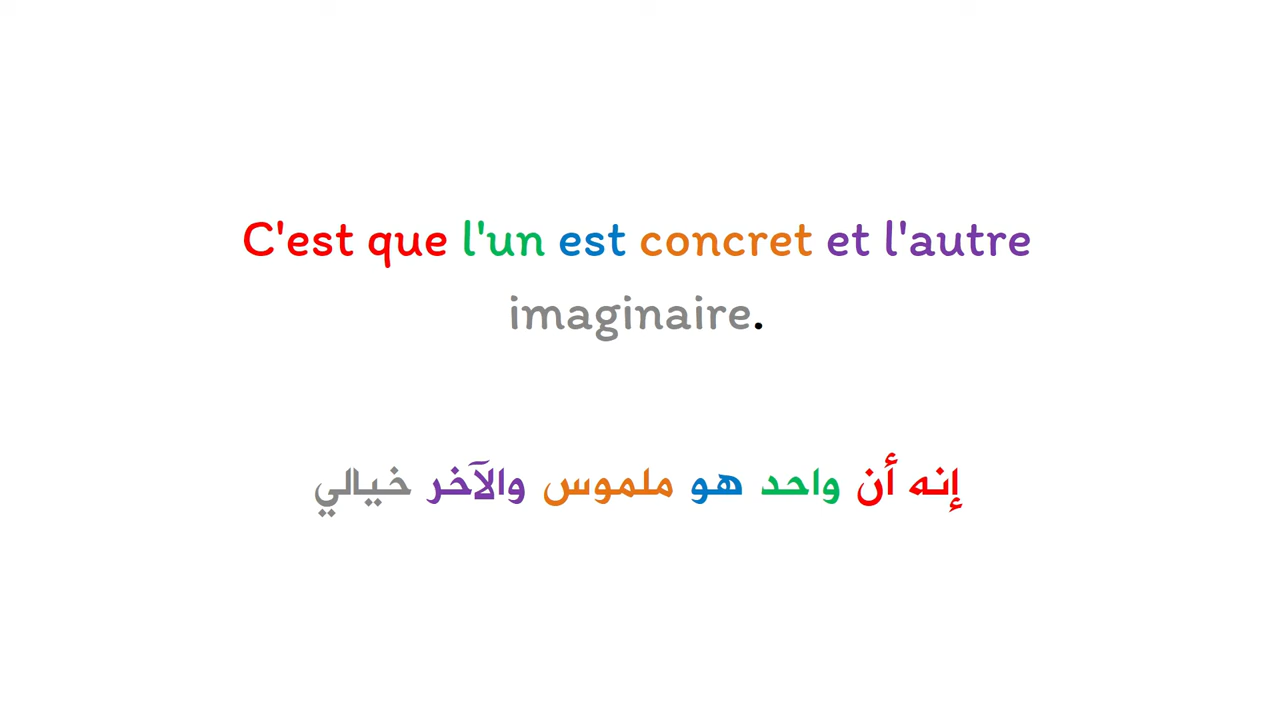 C'est que l'un est concret et l'autre
imaginaire.
إنه أن واحد هو ملموس والآخر خيالي